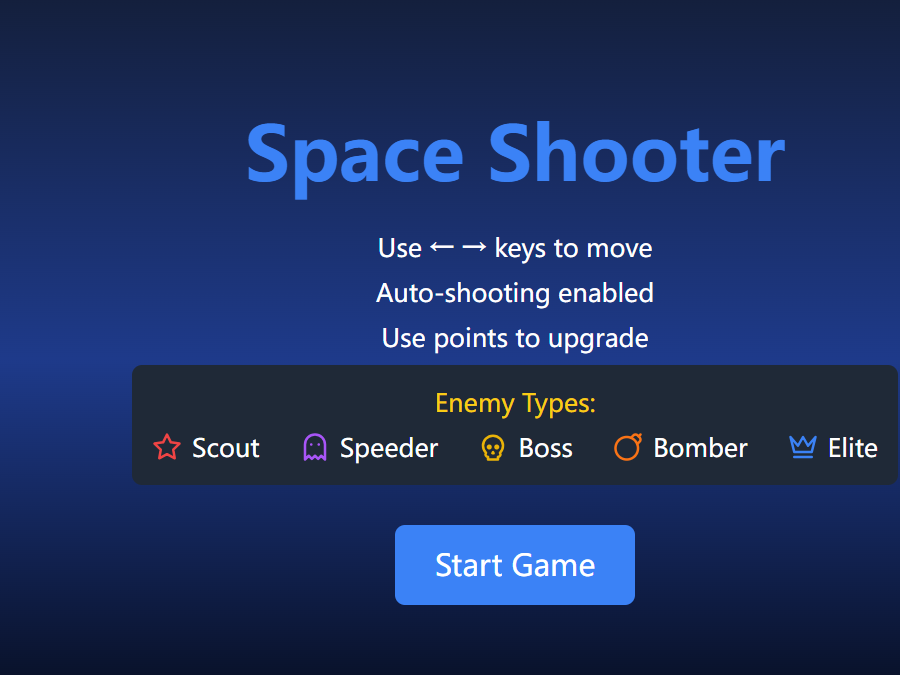 Space Shooter
Use ← → keys to move
Auto-shooting enabled
Use points to upgrade
Enemy Types:
Scout Speeder Boss Bomber Elite
Start Game